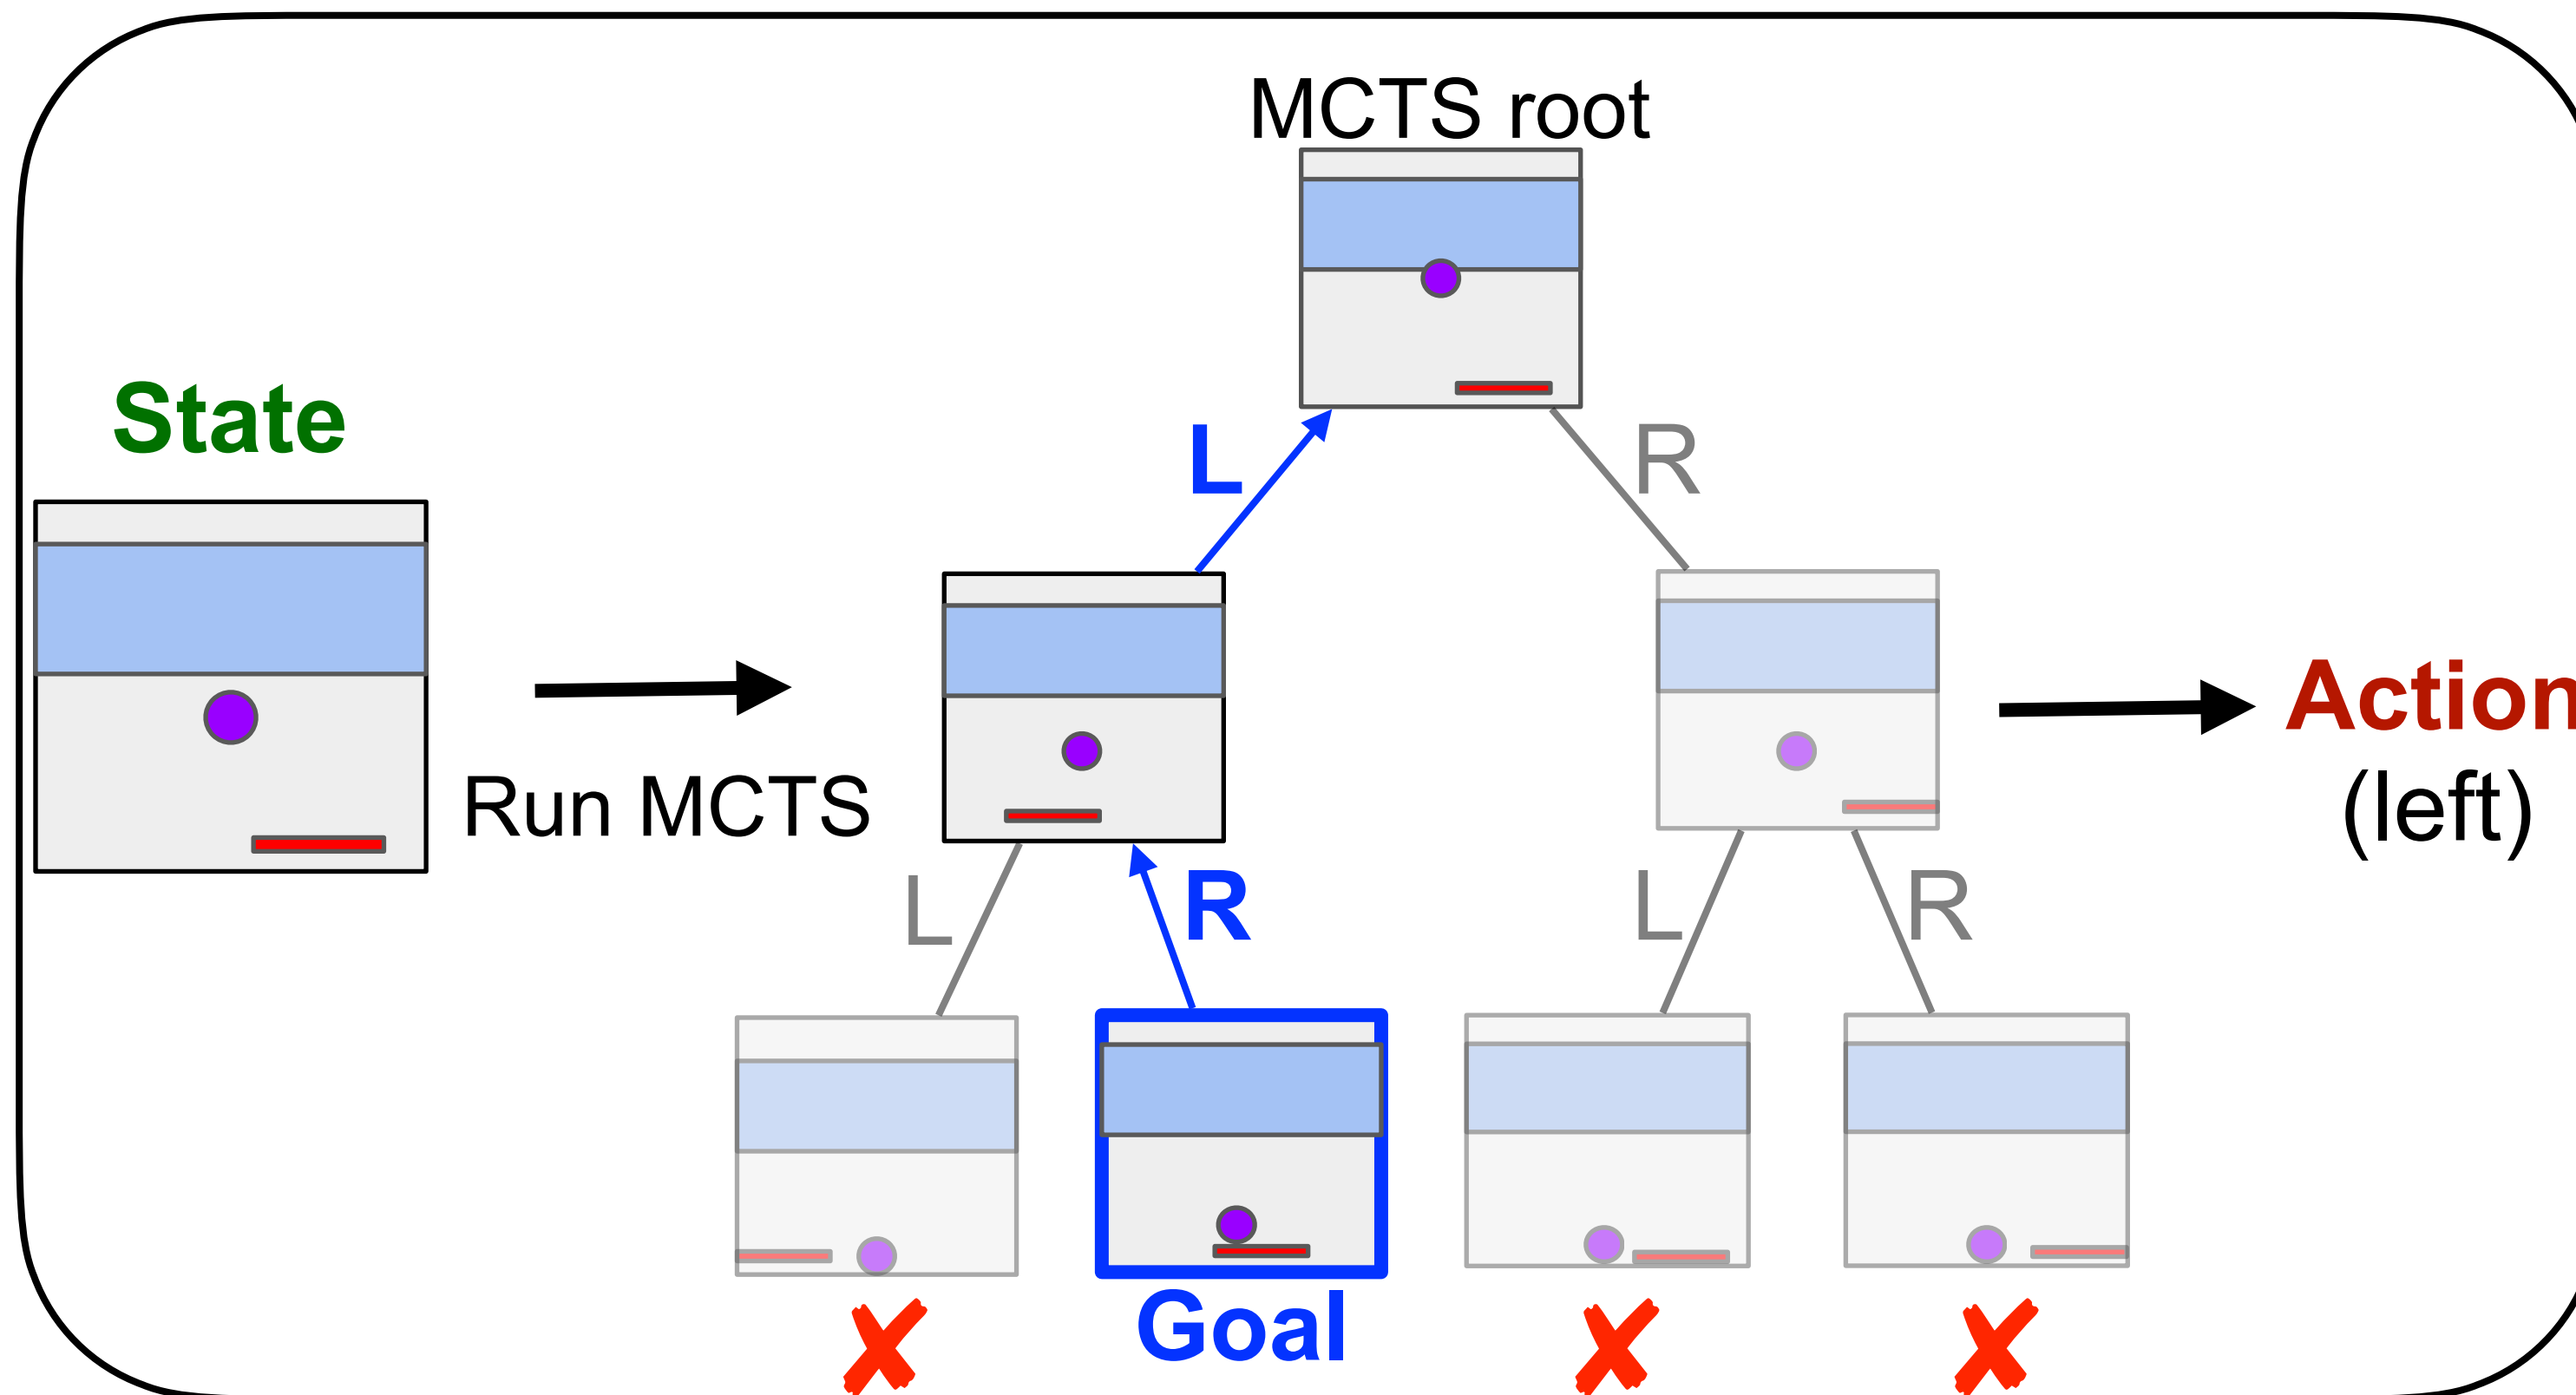 MCTS root
State
L
R
Run MCTS
Action
(left)
L
R
L
R
Goal